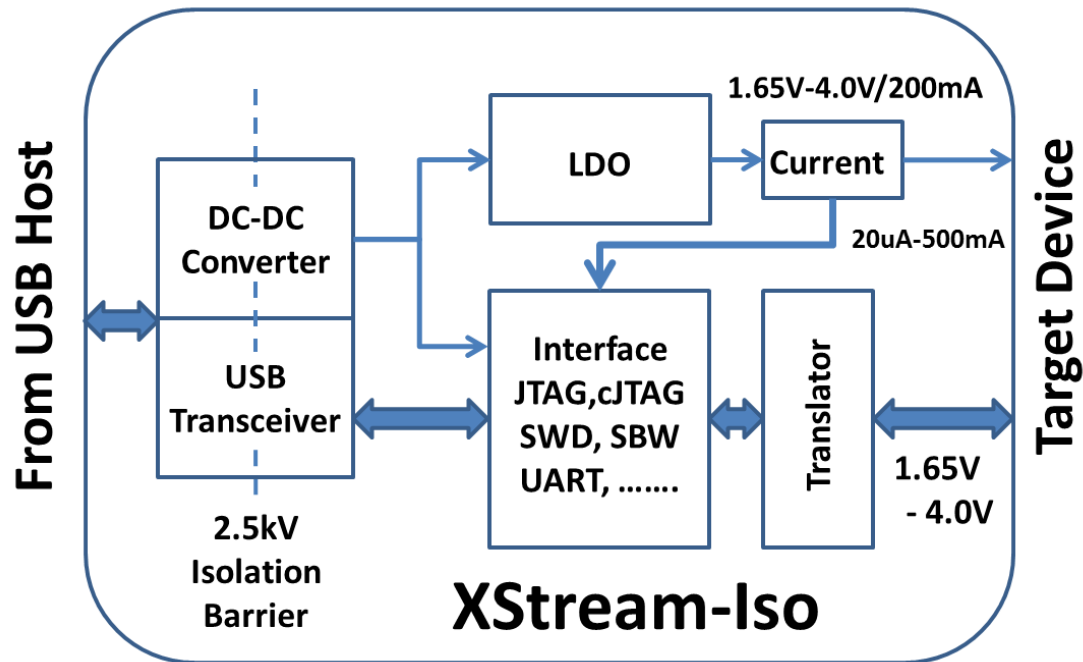 From USB Host
DC-DC
Converter
USB
Transceiver
2.5kV
Isolation
Barrier
LDO
1.65V-4.0V/200mA
Current
20uA-500mA
Interface
JTAG,cJTAG
SWD, SBW
UART, …….
Translator
1.65V
- 4.0V
Target Device
XStream-Iso